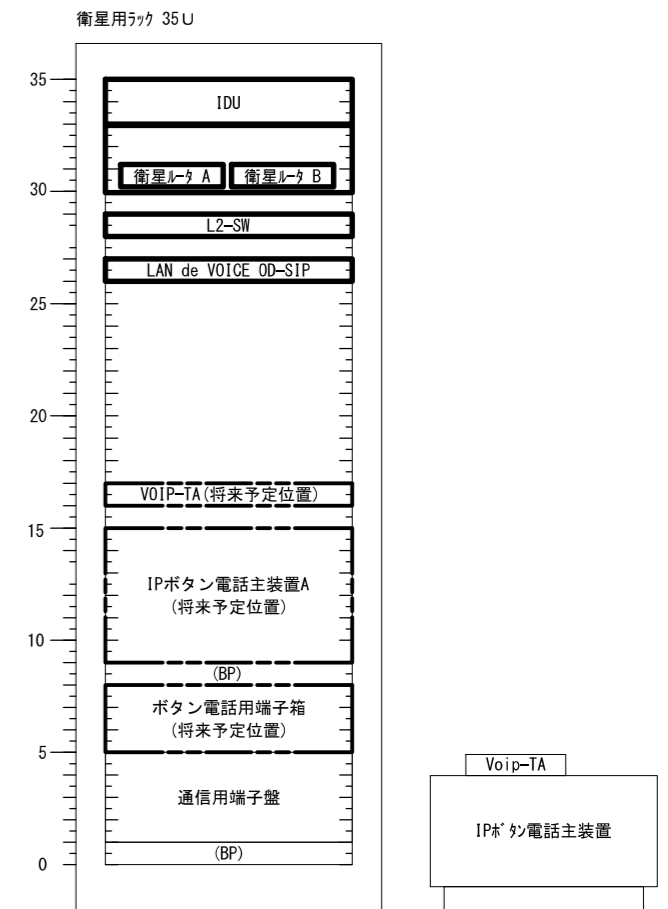 衛星用ﾗｯｸ 35U
35
IDU
衛星ﾙｰﾀ A
衛星ﾙｰﾀ B
30
L2-SW
LAN de VOICE OD-SIP
25
20
VOIP-TA(将来予定位置)
15
IPボタン電話主装置A
(将来予定位置)
10
(BP)
ボタン電話用端子箱
(将来予定位置)
5
通信用端子盤
(BP)
0
Voip-TA
IPﾎﾞﾀﾝ電話主装置